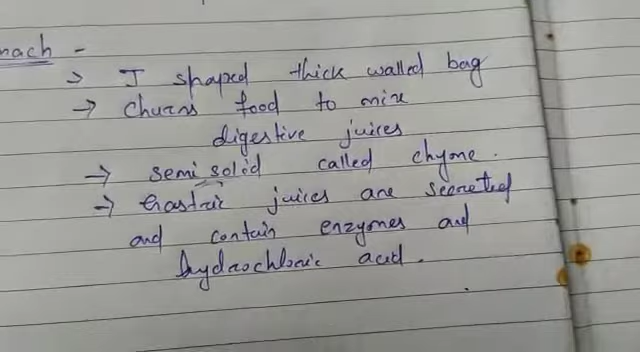 mach -
→ J shaped thick walled bag
→ Churns food to mix
digestive juices
→ semi solid called chyme.
→ Gastric juices are secreted
and contain enzymes and
hydrochloric acid.